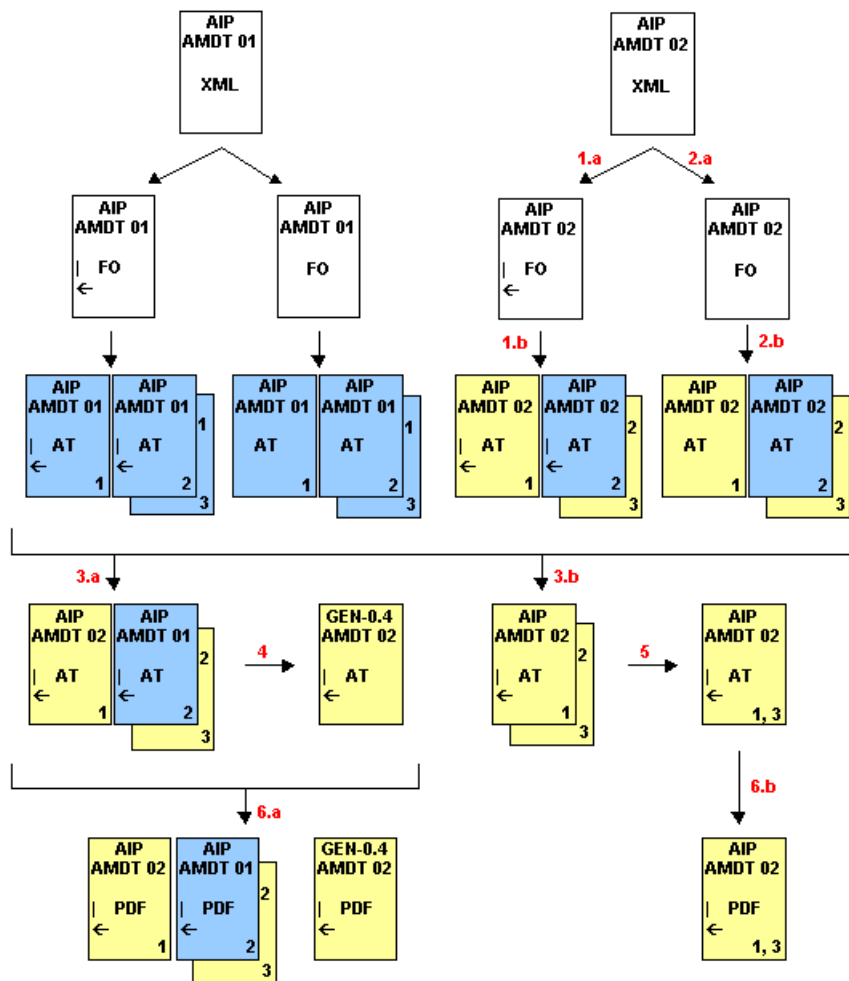 AIP
AMDT 01
XML
AIP
AMDT 02
XML
1.a
2.a
AIP
AMDT 01
FO
AIP
AMDT 01
FO
AIP
AMDT 02
FO
AIP
AMDT 02
FO
1.b
2.b
AIP
AMDT 01
AT
1
AIP
AMDT 01
AT
2
1
3
AIP
AMDT 01
AT
1
AIP
AMDT 01
AT
2
1
3
AIP
AMDT 02
AT
1
AIP
AMDT 02
AT
2
2
3
AIP
AMDT 02
AT
1
AIP
AMDT 02
AT
2
2
3
3.a
3.b
AIP
AMDT 02
AT
1
AIP
AMDT 01
AT
2
2
3
4
GEN-0.4
AMDT 02
AT
AIP
AMDT 02
AT
1
2
3
5
AIP
AMDT 02
AT
1, 3
6.a
6.b
AIP
AMDT 02
PDF
1
AIP
AMDT 01
PDF
2
2
3
GEN-0.4
AMDT 02
PDF
AIP
AMDT 02
PDF
1, 3